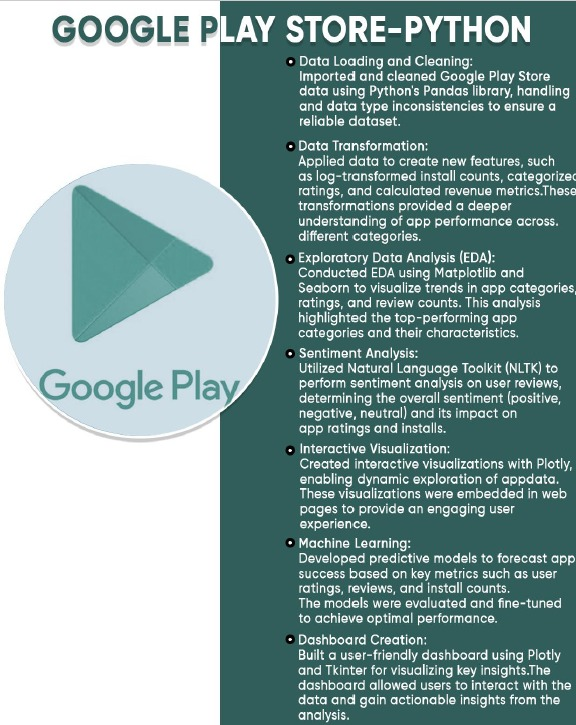 GOOGLE PLAY STORE-PYTHON
Data Loading and Cleaning:
Imported and cleaned Google Play Store
data using Python's Pandas library, handling
and data type inconsistencies to ensure a
reliable dataset.
Data Transformation:
Applied data to create new features, such
as log-transformed install counts, categorized
ratings, and calculated revenue metrics.These
transformations provided a deeper
understanding of app performance across.
different categories.
Exploratory Data Analysis (EDA):
Conducted EDA using Matplotlib and
Seaborn to visualize trends in app categories,
ratings, and review counts. This analysis
highlighted the top-performing app
categories and their characteristics.
Sentiment Analysis:
Utilized Natural Language Toolkit (NLTK) to
perform sentiment analysis on user reviews,
determining the overall sentiment (positive,
negative, neutral) and its impact on
app ratings and installs.
Interactive Visualization:
Created interactive visualizations with Plotly,
enabling dynamic exploration of appdata.
These visualizations were embedded in web
pages to provide an engaging user
experience.
Machine Learning:
Developed predictive models to forecast app
success based on key metrics such as user
ratings, reviews, and install counts.
The models were evaluated and fine-tuned
to achieve optimal performance.
Dashboard Creation:
Built a user-friendly dashboard using Plotly
and Tkinter for visualizing key insights.The
dashboard allowed users to interact with the
data and gain actionable insights from the
analysis.
Google Play